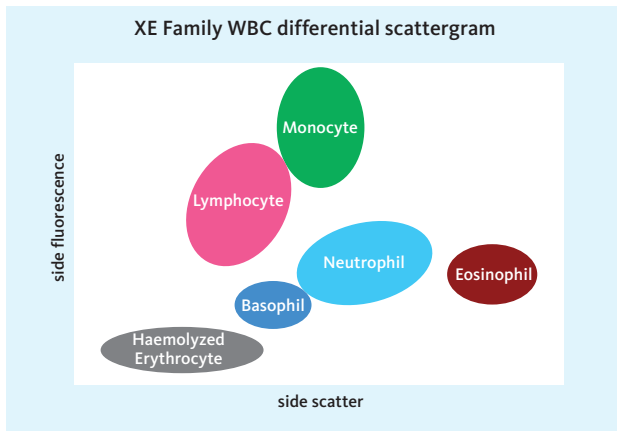 XE Family WBC differential scattergram
Monocyte
Lymphocyte
Neutrophil
Eosinophil
Basophil
Haemolyzed
Erythrocyte
side fluorescence
side scatter